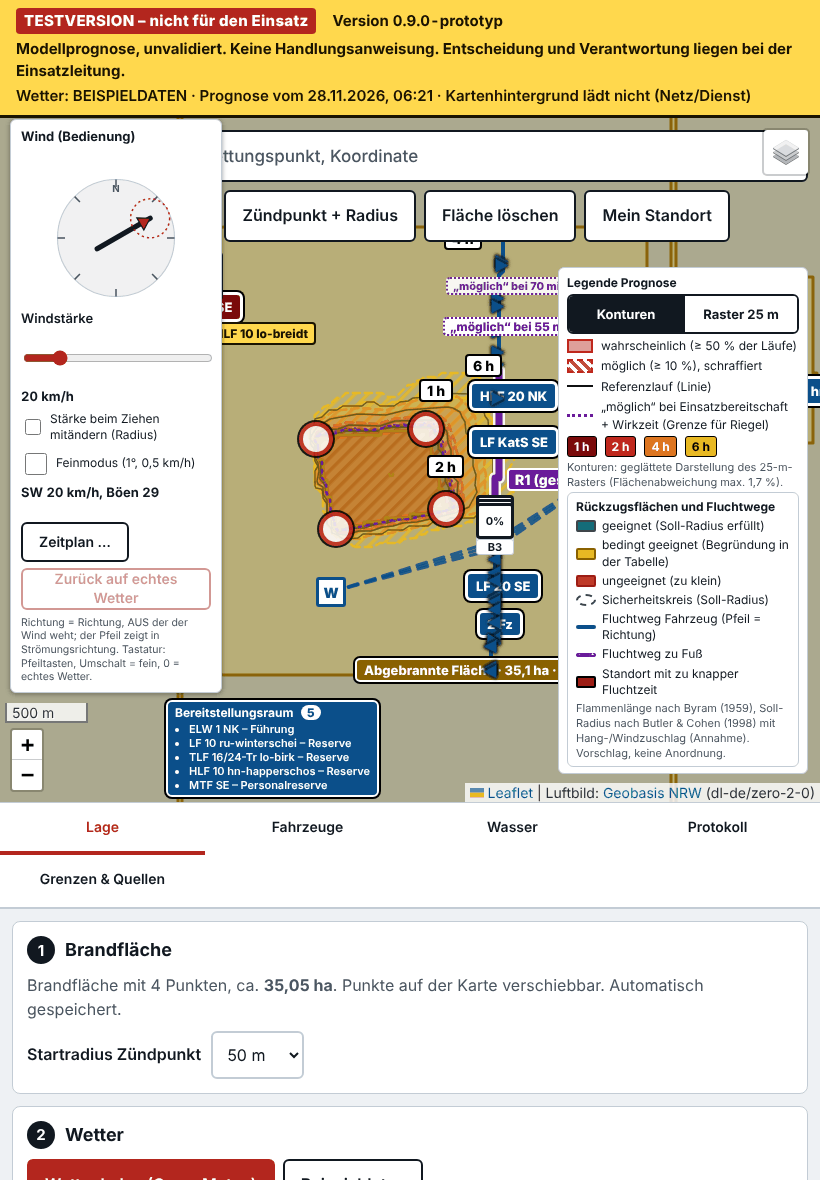 TESTVERSION – nicht für den Einsatz Version 0.9.0-prototyp
Modellprognose, unvalidiert. Keine Handlungsanweisung. Entscheidung und Verantwortung liegen bei der
Einsatzleitung.
Wetter: BEISPIELDATEN · Prognose vom 28.11.2026, 06:21 · Kartenhintergrund lädt nicht (Netz/Dienst)
Wind (Bedienung)
N
Windstärke
20 km/h
Stärke beim Ziehen
mitändern (Radius)
Feinmodus (1°, 0,5 km/h)
SW 20 km/h, Böen 29
Zeitplan …
Zurück auf echtes
Wetter
Richtung = Richtung, AUS der der
Wind weht; der Pfeil zeigt in
Strömungsrichtung. Tastatur:
Pfeiltasten, Umschalt = fein, 0 =
echtes Wetter.
ttungspunkt, Koordinate
Zündpunkt + Radius
Fläche löschen
Mein Standort
SE
LF 10 lo-breidt
„möglich“ bei 70 mi
„möglich“ bei 55 m
6 h
1 h
HLF 20 NK
LF KatS SE
2 h
R1 (ges
0%
B3
W
LF 20 SE
2 Fz
Abgebrannte Fläche · 35,1 ha ·
Legende Prognose
Konturen
Raster 25 m
wahrscheinlich (≥ 50 % der Läufe)
möglich (≥ 10 %), schraffiert
Referenzlauf (Linie)
„möglich“ bei Einsatzbereitschaft
+ Wirkzeit (Grenze für Riegel)
1 h 2 h 4 h 6 h
Konturen: geglättete Darstellung des 25-m-
Rasters (Flächenabweichung max. 1,7 %).
Rückzugsflächen und Fluchtwege
geeignet (Soll-Radius erfüllt)
bedingt geeignet (Begründung in
der Tabelle)
ungeeignet (zu klein)
Sicherheitskreis (Soll-Radius)
Fluchtweg Fahrzeug (Pfeil =
Richtung)
Fluchtweg zu Fuß
Standort mit zu knapper
Fluchtzeit
Flammenlänge nach Byram (1959), Soll-
Radius nach Butler & Cohen (1998) mit
Hang-/Windzuschlag (Annahme).
Vorschlag, keine Anordnung.
500 m
+
−
Bereitstellungsraum 5
ELW 1 NK – Führung
LF 10 ru-winterschei – Reserve
TLF 16/24-Tr lo-birk – Reserve
HLF 10 hn-happerschos – Reserve
MTF SE – Personalreserve
Leaflet | Luftbild: Geobasis NRW (dl-de/zero-2-0)
Lage
Fahrzeuge
Wasser
Protokoll
Grenzen & Quellen
1 Brandfläche
Brandfläche mit 4 Punkten, ca. 35,05 ha. Punkte auf der Karte verschiebbar. Automatisch
gespeichert.
Startradius Zündpunkt 50 m
2 Wetter